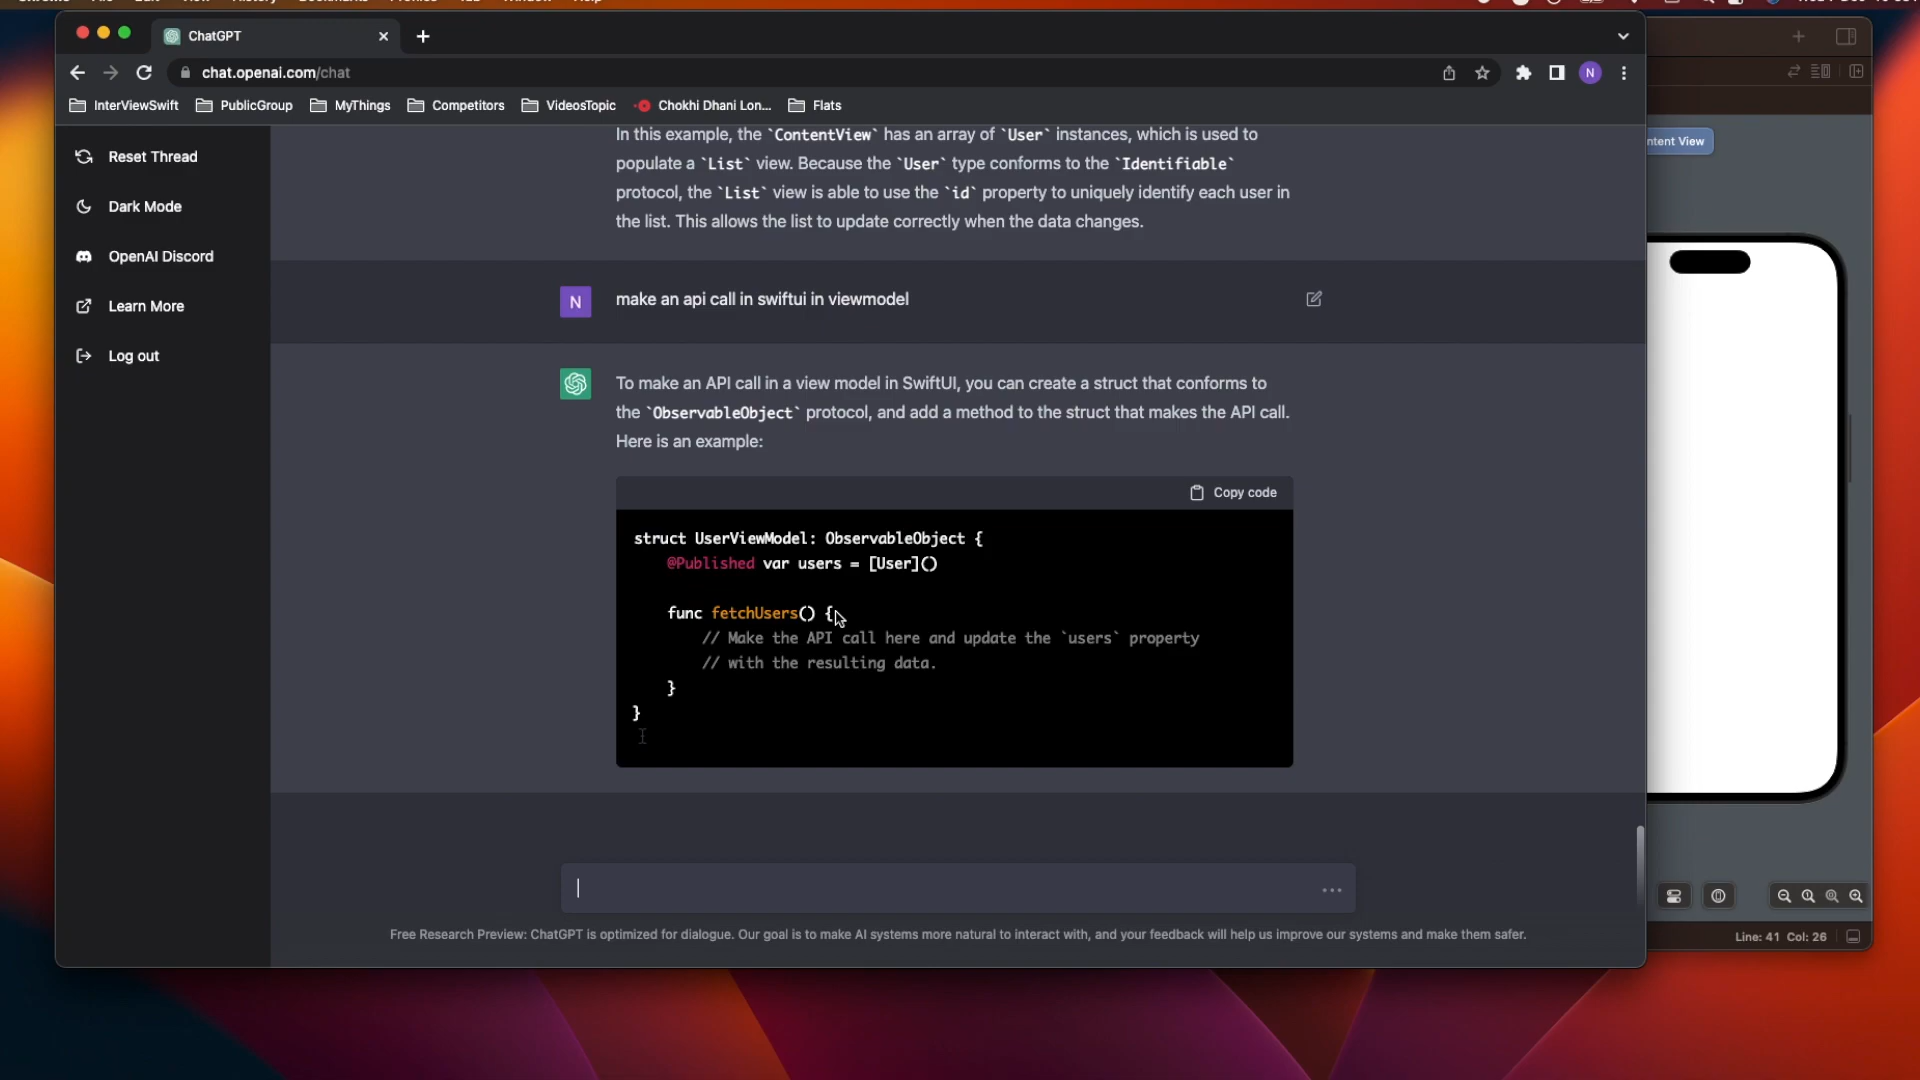 ChatGPT
chat.openai.com/chat
InterViewSwift
PublicGroup
MyThings
Competitors
VideosTopic
Chokhi Dhani Lon...
Flats
Reset Thread
Dark Mode
OpenAI Discord
Learn More
Log out
In this example, the `ContentView` has an array of `User` instances, which is used to
populate a `List` view. Because the `User` type conforms to the `Identifiable`
protocol, the `List` view is able to use the `id` property to uniquely identify each user in
the list. This allows the list to update correctly when the data changes.
N
make an api call in swiftui in viewmodel
To make an API call in a view model in SwiftUI, you can create a struct that conforms to
the `ObservableObject` protocol, and add a method to the struct that makes the API call.
Here is an example:
Copy code
struct UserViewModel: ObservableObject {
@Published var users = [User]()
func fetchUsers() {
// Make the API call here and update the `users` property
// with the resulting data.
}
}
Free Research Preview: ChatGPT is optimized for dialogue. Our goal is to make AI systems more natural to interact with, and your feedback will help us improve our systems and make them safer.
N
ntent View
Line: 41 Col: 26